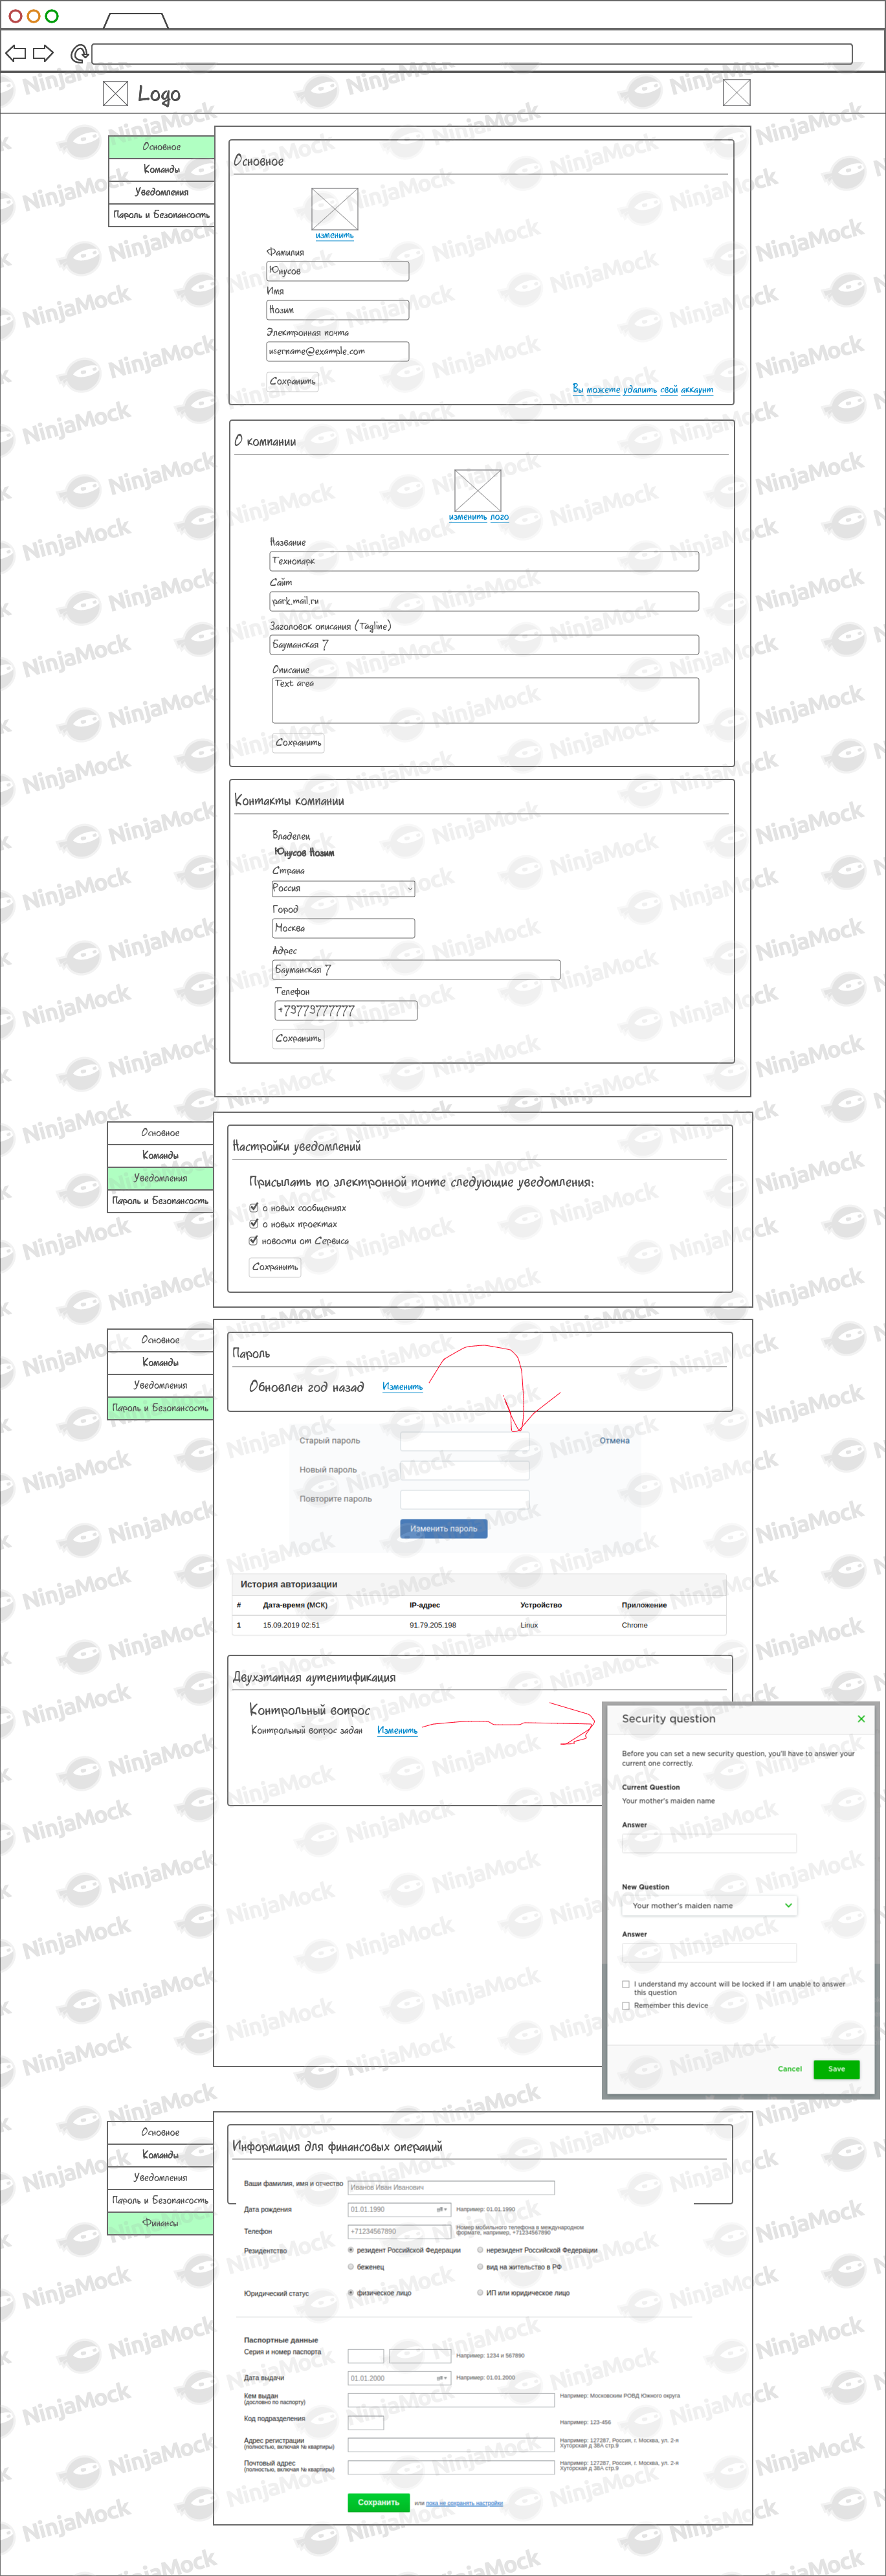 Logo
Основное
Команды
Уведомления
Пароль и Безопансость
Основное
изменить
Фамилия
Юнусов
Имя
Нозим
Электронная почта
username@example.com
Сохранить
Вы можете удалить свой аккаунт
О компании
изменить лого
Название
Технопарк
Сайт
park.mail.ru
Заголовок описания (Tagline)
Бауманская 7
Описание
Text area
Сохранить
Контакты компании
Владелец
Юнусов Нозим
Страна
Россия
Город
Москва
Адрес
Бауманская 7
Телефон
+79779777777
Сохранить
Основное
Команды
Уведомления
Пароль и Безопансость
Настройки уведомлений
Присылать по электронной почте следующие уведомления:
о новых сообщениях
о новых проектах
новости от Сервиса
Сохранить
Основное
Команды
Уведомления
Пароль и Безопансость
Пароль
Обновлен год назад Изменить
Старый пароль Отмена
Новый пароль
Повторите пароль
Изменить пароль
История авторизации
# Дата-время (МСК) IP-адрес Устройство Приложение
1 15.09.2019 02:51 91.79.205.198 Linux Chrome
Двухэтапная аутентификация
Контрольный вопрос
Контрольный вопрос задан Изменить
Security question
Before you can set a new security question, you'll have to answer your
current one correctly.
Current Question
Your mother's maiden name
Answer
New Question
Your mother's maiden name
Answer
I understand my account will be locked if I am unable to answer
this question
Remember this device
Cancel Save
Основное
Команды
Уведомления
Пароль и Безопансость
Финансы
Информация для финансовых операций
Ваши фамилия, имя и отчество Иванов Иван Иванович
Дата рождения 01.01.1990 Например: 01.01.1990
Телефон +71234567890 Номер мобильного телефона в международном
формате, например, +71234567890
Резидентство резидент Российской Федерации нерезидент Российской Федерации
беженец вид на жительство в РФ
Юридический статус физическое лицо ИП или юридическое лицо
Паспортные данные
Серия и номер паспорта Например: 1234 и 567890
Дата выдачи 01.01.2000 Например: 01.01.2000
Кем выдан Например: Московским РОВД Южного округа
(дословно по паспорту)
Код подразделения Например: 123-456
Адрес регистрации Например: 127287, Россия, г. Москва, ул. 2-я
(полностью, включая № квартиры) Хуторская д 38А стр.9
Почтовый адрес Например: 127287, Россия, г. Москва, ул. 2-я
(полностью, включая № квартиры) Хуторская д 38А стр.9
Сохранить или пока не сохранять настройки
NinjaMock